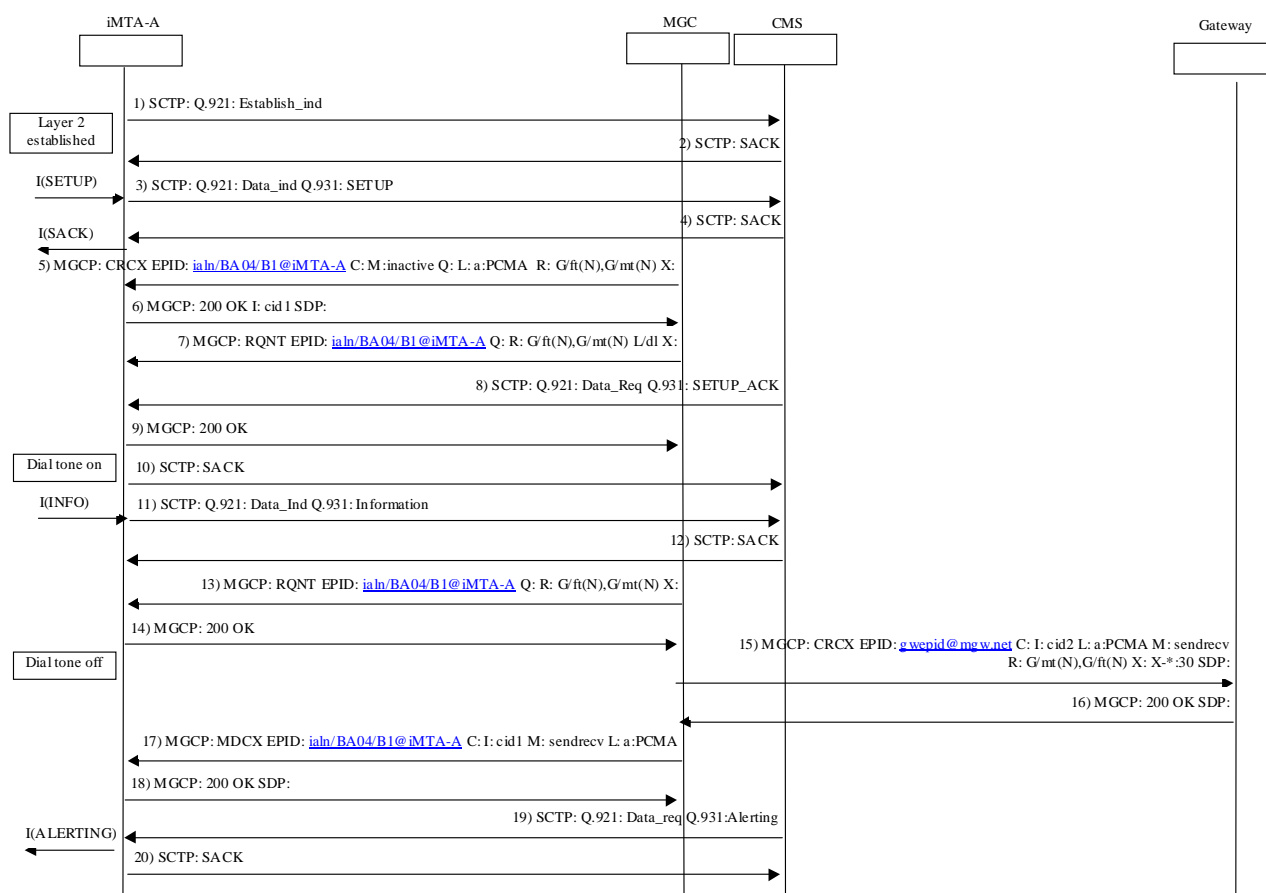 iMTA-A
MGC
CMS
Gateway
1) SCTP: Q.921: Establish_ind
Layer 2
established
2) SCTP: SACK
I(SETUP)
3) SCTP: Q.921: Data_ind Q.931: SETUP
4) SCTP: SACK
I(SACK)
5) MGCP: CRCX EPID: ialn/BA04/B1@iMTA-A C: M:inactive Q: L: a:PCMA R: G/ft(N),G/mt(N) X:
6) MGCP: 200 OK I: cid1 SDP:
7) MGCP: RQNT EPID: ialn/BA04/B1@iMTA-A Q: R: G/ft(N),G/mt(N) L/dl X:
8) SCTP: Q.921: Data_Req Q.931: SETUP_ACK
9) MGCP: 200 OK
Dial tone on
10) SCTP: SACK
I(INFO)
11) SCTP: Q.921: Data_Ind Q.931: Information
12) SCTP: SACK
13) MGCP: RQNT EPID: ialn/BA04/B1@iMTA-A Q: R: G/ft(N),G/mt(N) X:
14) MGCP: 200 OK
15) MGCP: CRCX EPID: gwepid@mgw.net C: I: cid2 L: a:PCMA M: sendrecv
R: G/mt(N),G/ft(N) X: X-*:30 SDP:
Dial tone off
16) MGCP: 200 OK SDP:
17) MGCP: MDCX EPID: ialn/BA04/B1@iMTA-A C: I: cid1 M: sendrecv L: a:PCMA
18) MGCP: 200 OK SDP:
19) SCTP: Q.921: Data_req Q.931:Alerting
I(ALERTING)
20) SCTP: SACK